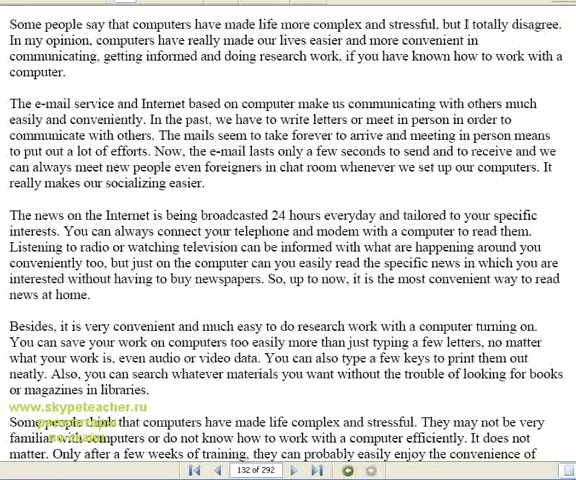 Some people say that computers have made life more complex and stressful, but I totally disagree.
In my opinion, computers have really made our lives easier and more convenient in
communicating, getting informed and doing research work, if you have known how to work with a
computer.
The e-mail service and Internet based on computer make us communicating with others much
easily and conveniently. In the past, we have to write letters or meet in person in order to
communicate with others. The mails seem to take forever to arrive and meeting in person means
to put out a lot of efforts. Now, the e-mail lasts only a few seconds to send and to receive and we
can always meet new people even foreigners in chat room whenever we set up our computers. It
really makes our socializing easier.
The news on the Internet is being broadcasted 24 hours everyday and tailored to your specific
interests. You can always connect your telephone and modem with a computer to read them.
Listening to radio or watching television can be informed with what are happening around you
conveniently too, but just on the computer can you easily read the specific news in which you are
interested without having to buy newspapers. So, up to now, it is the most convenient way to read
news at home.
Besides, it is very convenient and much easy to do research work with a computer turning on.
You can save your work on computers too easily more than just typing a few letters, no matter
what your work is, even audio or video data. You can also type a few keys to print them out
neatly. Also, you can search whatever materials you want without the trouble of looking for books
or magazines in libraries.
www.skypeteacher.ru
Some people think that computers have made life complex and stressful. They may not be very
familiar with computers or do not know how to work with a computer efficiently. It does not
matter. Only after a few weeks of training, they can probably easily enjoy the convenience of
132 of 292